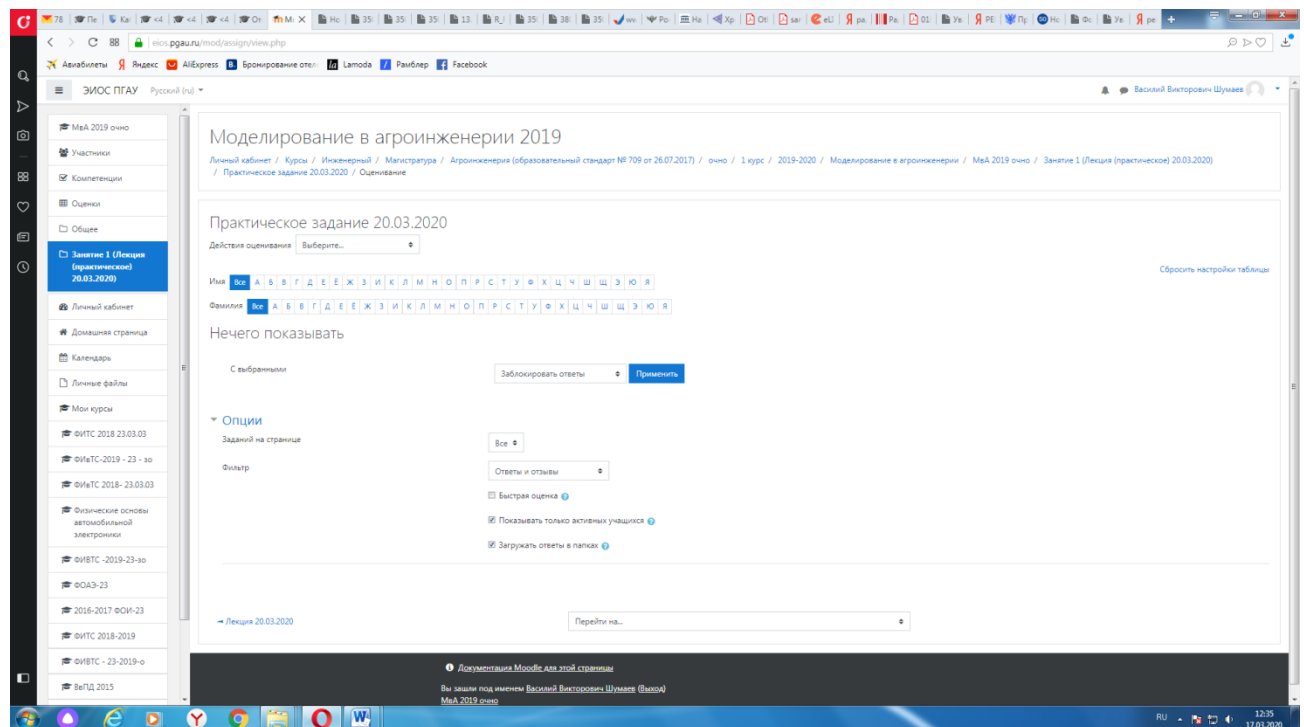 eios.pgau.ru/mod/assign/view.php
Авиабилеты Яндекс AliExpress Бронирование отел Lamoda Рамблер Facebook
ЭИОС ПГАУ Русский (ru) Василий Викторович Шумаев
МвА 2019 очно
Участники
Компетенции
Оценки
Общее
Занятие 1 (Лекция
(практическое)
20.03.2020)
Личный кабинет
Домашняя страница
Календарь
Личные файлы
Мои курсы
ФИТС 2018 23.03.03
ФИвТС-2019 - 23 - зо
ФИвТС 2018- 23.03.03
Физические основы
автомобильной
электроники
ФИВТС -2019-23-зо
ФОАЭ-23
2016-2017 ФОИ-23
ФИТС 2018-2019
ФИВТС - 23-2019-о
ВеПД 2015
Моделирование в агроинженерии 2019
Личный кабинет / Курсы / Инженерный / Магистратура / Агроинженерия (образовательный стандарт № 709 от 26.07.2017) / очно / 1 курс / 2019-2020 / Моделирование в агроинженерии / МвА 2019 очно / Занятие 1 (Лекция (практическое) 20.03.2020)
/ Практическое задание 20.03.2020 / Оценивание
Практическое задание 20.03.2020
Действия оценивания Выберите...
Сбросить настройки таблицы
Имя Все А Б В Г Д Е Ё Ж З И К Л М Н О П Р С Т У Ф Х Ц Ч Ш Щ Э Ю Я
Фамилия Все А Б В Г Д Е Ё Ж З И К Л М Н О П Р С Т У Ф Х Ц Ч Ш Щ Э Ю Я
Нечего показывать
С выбранными Заблокировать ответы Применить
Опции
Заданий на странице Все
Фильтр Ответы и отзывы
Быстрая оценка
Показывать только активных учащихся
Загружать ответы в папках
→ Лекция 20.03.2020 Перейти на...
Документация Moodle для этой страницы
Вы зашли под именем Василий Викторович Шумаев (Выход)
МвА 2019 очно
RU 12:35
17.03.2020